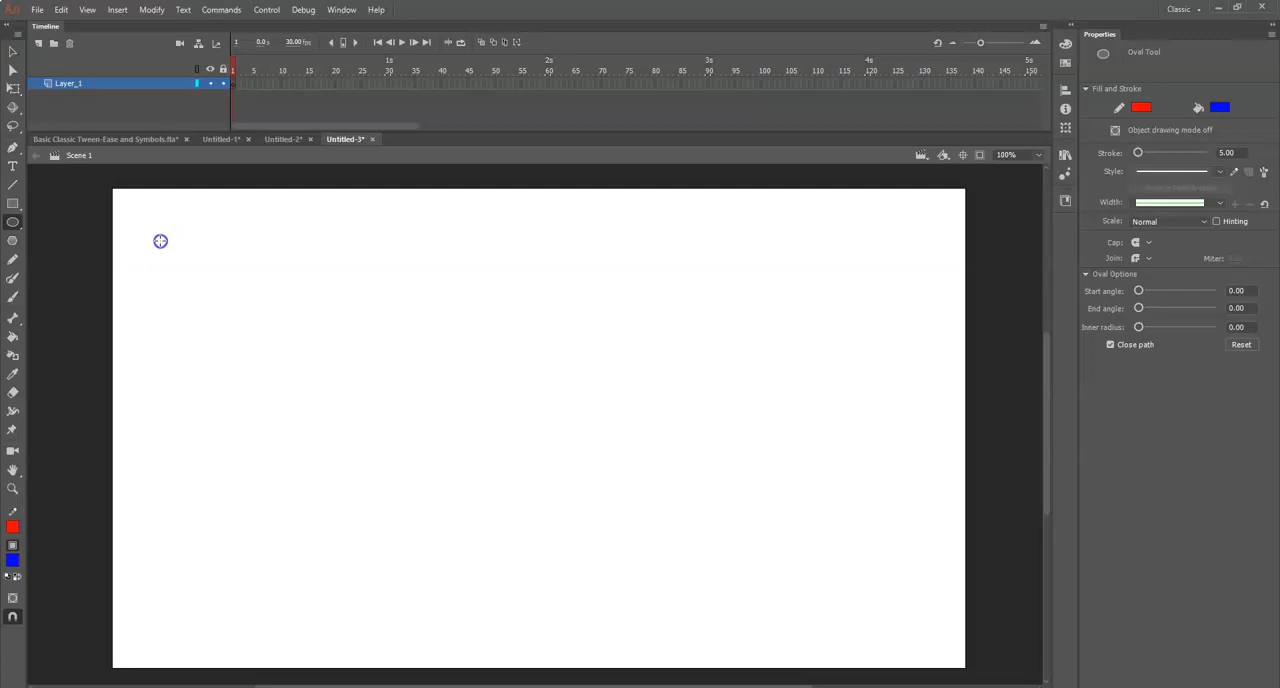 An File Edit View Insert Modify Text Commands Control Debug Window Help Classic
Timeline
Properties
1 0.0s 30.00 fps
Oval Tool
1s 2s 3s 4s 5s
1 5 10 15 20 25 30 35 40 45 50 55 60 65 70 75 80 85 90 95 100 105 110 115 120 125 130 135 140 145 150
Layer_1
Fill and Stroke
Object drawing mode off
Basic Classic Tween-Ease and Symbols.fla* Untitled-1* Untitled-2* Untitled-3*
Scene 1 100%
Stroke: 5.00
Style:
Width:
Scale: Normal Hinting
Cap:
Join: Miter:
Oval Options
Start angle: 0.00
End angle: 0.00
Inner radius: 0.00
Close path Reset